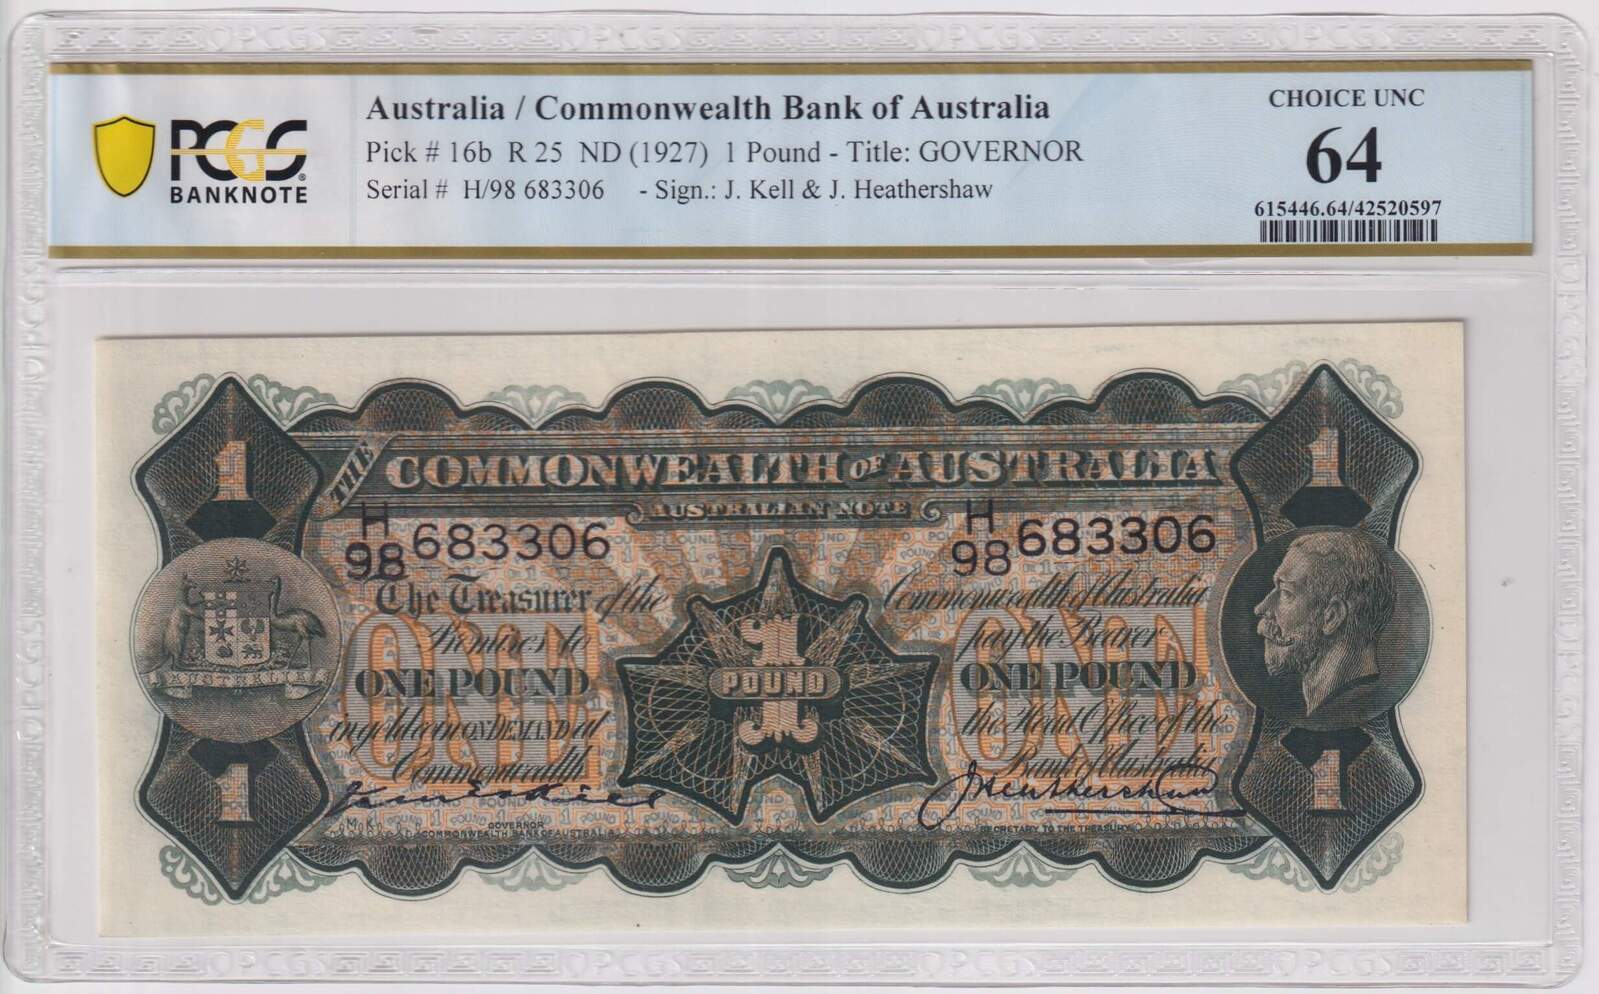 PCGS BANKNOTE
Australia / Commonwealth Bank of Australia
Pick # 16b R 25 ND (1927) 1 Pound - Title: GOVERNOR
Serial # H/98 683306 - Sign.: J. Kell & J. Heathershaw
CHOICE UNC
64
615446.64/42520597
1
1
THE COMMONWEALTH OF AUSTRALIA
AUSTRALIAN NOTE
H 98 683306
H 98 683306
The Treasurer of the Commonwealth of Australia
Promises to pay the Bearer
ONE POUND ONE POUND
in gold coin ON DEMAND at the Head Office of the
Commonwealth Bank of Australia
1
POUND
AUSTRALIA
ONE
ONE
1
1
J Heathershaw
M. K.
GOVERNOR
COMMONWEALTH BANK OF AUSTRALIA
SECRETARY TO THE TREASURY